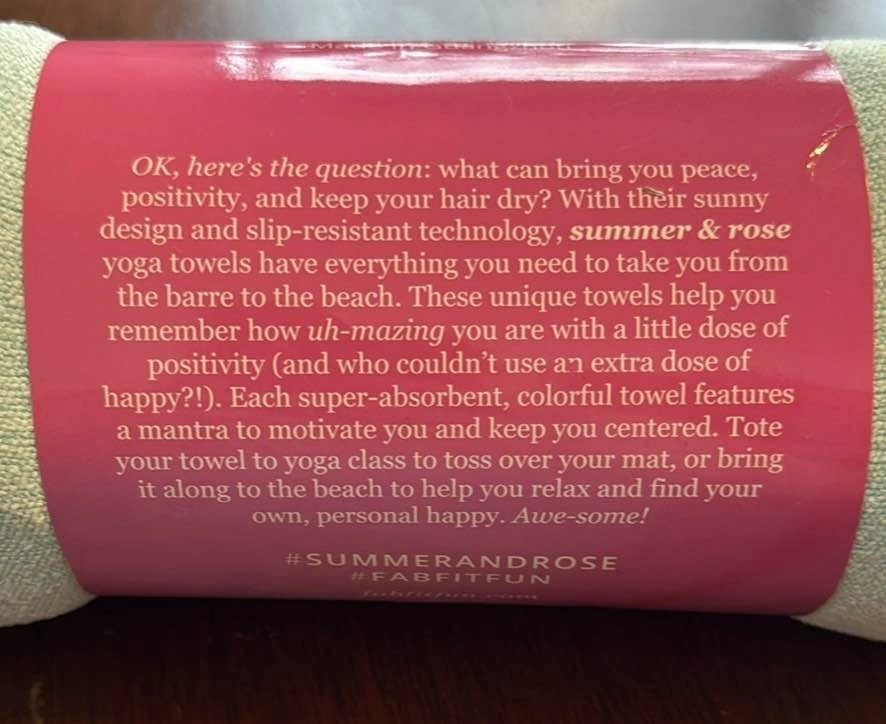 OK, here's the question: what can bring you peace,
positivity, and keep your hair dry? With their sunny
design and slip-resistant technology, summer & rose
yoga towels have everything you need to take you from
the barre to the beach. These unique towels help you
remember how uh-mazing you are with a little dose of
positivity (and who couldn’t use an extra dose of
happy?!). Each super-absorbent, colorful towel features
a mantra to motivate you and keep you centered. Tote
your towel to yoga class to toss over your mat, or bring
it along to the beach to help you relax and find your
own, personal happy. Awe-some!
#SUMMERANDROSE
#FABFITFUN
fabfitfun.com